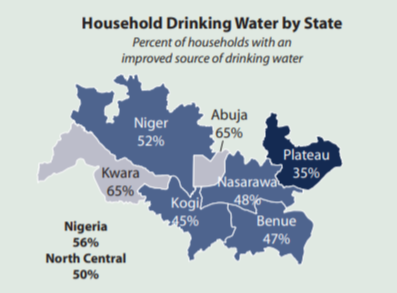 Household Drinking Water by State
Percent of households with an
improved source of drinking water
Niger
52%
Abuja
65%
Plateau
35%
Kwara
65%
Nasarawa
48%
Kogi
45%
Benue
47%
Nigeria
56%
North Central
50%